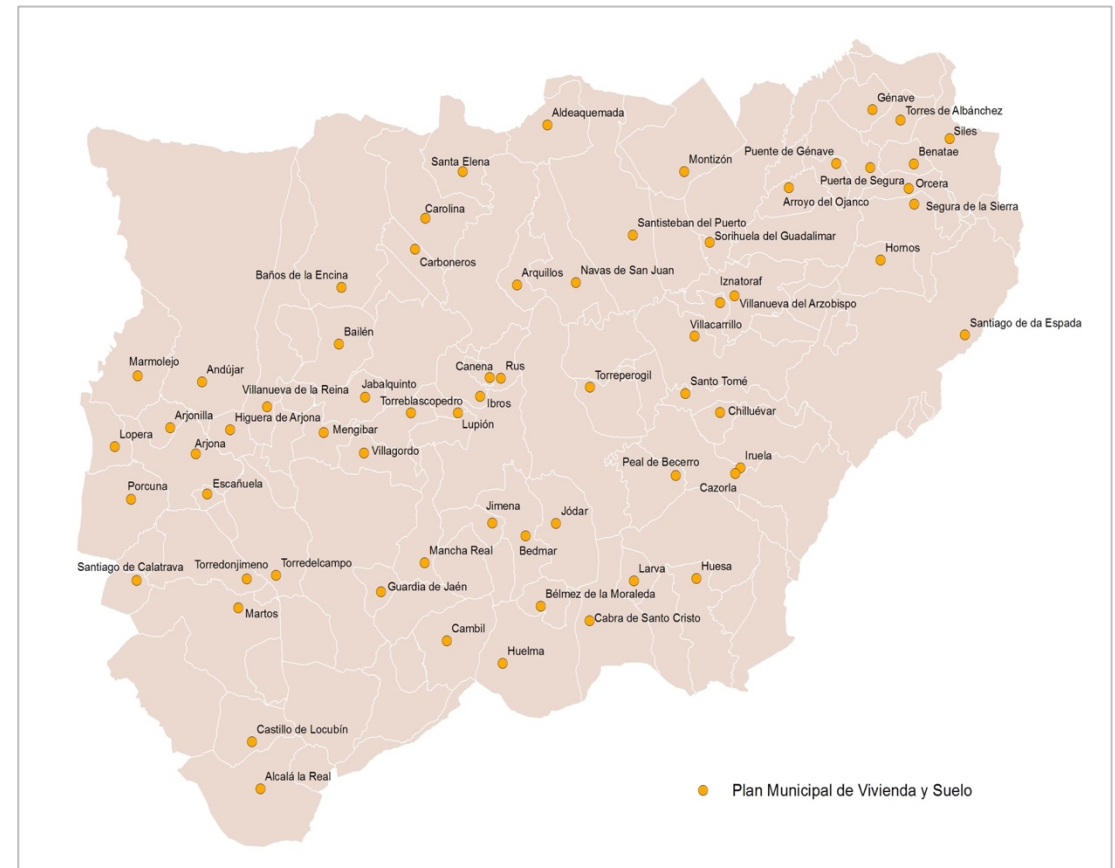 Génave
Torres de Albánchez
Aldeaquemada
Siles
Puente de Génave
Benatae
Santa Elena
Montizón
Puerta de Segura
Orcera
Arroyo del Ojanco
Segura de la Sierra
Carolina
Santisteban del Puerto
Sorihuela del Guadalimar
Hornos
Carboneros
Baños de la Encina
Arquillos
Navas de San Juan
Iznatoraf
Villanueva del Arzobispo
Santiago de da Espada
Bailén
Villacarrillo
Marmolejo
Andújar
Canena
Rus
Villanueva de la Reina
Jabalquinto
Torreperogil
Santo Tomé
Torreblascopedro
Ibros
Chilluévar
Arjonilla
Higuera de Arjona
Lupión
Mengibar
Lopera
Arjona
Villagordo
Iruela
Peal de Becerro
Cazorla
Porcuna
Escañuela
Jimena
Jódar
Mancha Real
Bedmar
Santiago de Calatrava
Torredonjimeno
Torredelcampo
Larva
Huesa
Guardia de Jaén
Bélmez de la Moraleda
Martos
Cabra de Santo Cristo
Cambil
Huelma
Castillo de Locubín
Alcalá la Real
Plan Municipal de Vivienda y Suelo